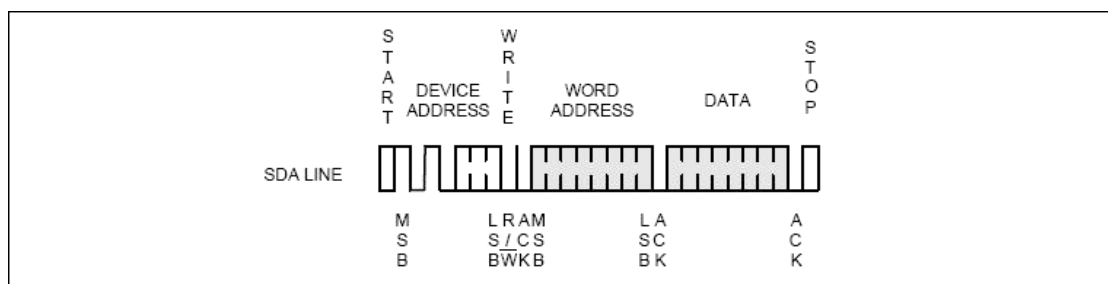 START
WRITE
STOP
DEVICE
ADDRESS
WORD
ADDRESS
DATA
SDA LINE
MSB
LSB
R/W
ACK
MSB
LSB
ACK
ACK